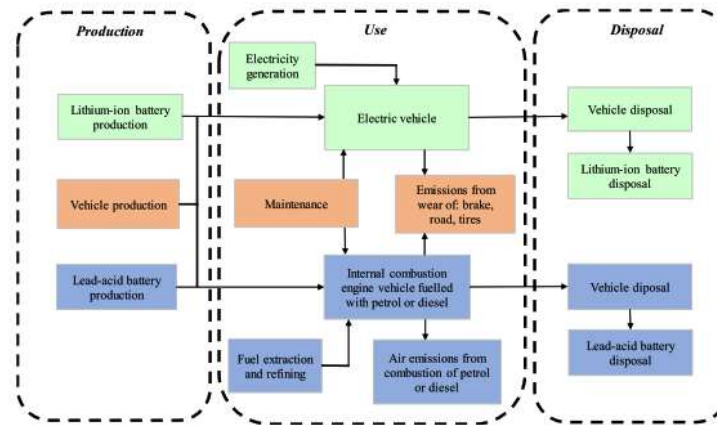 Production
Use
Disposal
Electricity
generation
Lithium-ion battery
production
Electric vehicle
Vehicle disposal
Lithium-ion battery
disposal
Vehicle production
Maintenance
Emissions from
wear of: brake,
road, tires
Lead-acid battery
production
Internal combustion
engine vehicle fuelled
with petrol or diesel
Vehicle diposal
Fuel extraction
and refining
Air emissions from
combustion of petrol
or diesel
Lead-acid battery
disposal